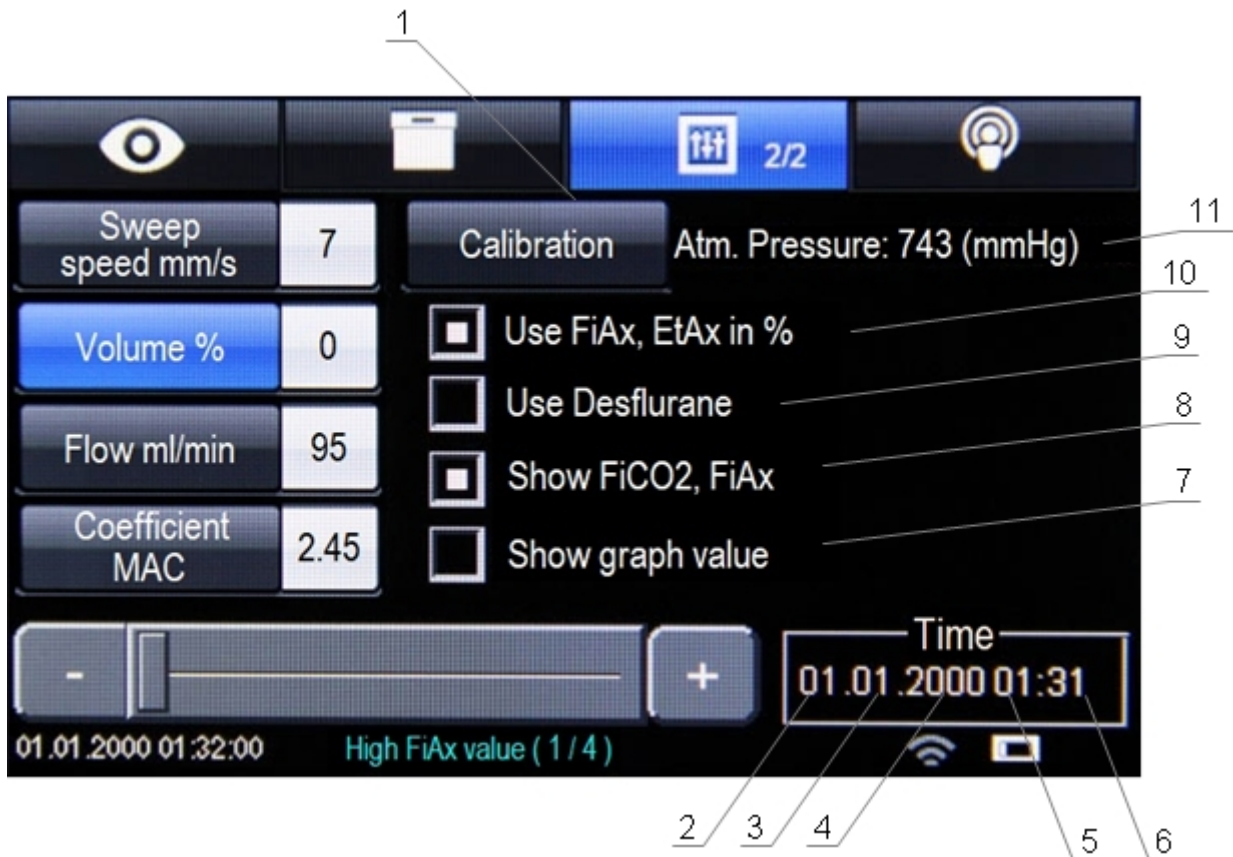 1
2/2
Sweep
speed mm/s
7
Calibration
Atm. Pressure: 743 (mmHg)
11
Volume %
0
Use FiAx, EtAx in %
10
Use Desflurane
9
Flow ml/min
95
Show FiCO2, FiAx
8
Coefficient
MAC
2.45
Show graph value
7
-
+
Time
01.01.2000 01:31
01.01.2000 01:32:00
High FiAx value ( 1 / 4 )
2
3
4
5
6